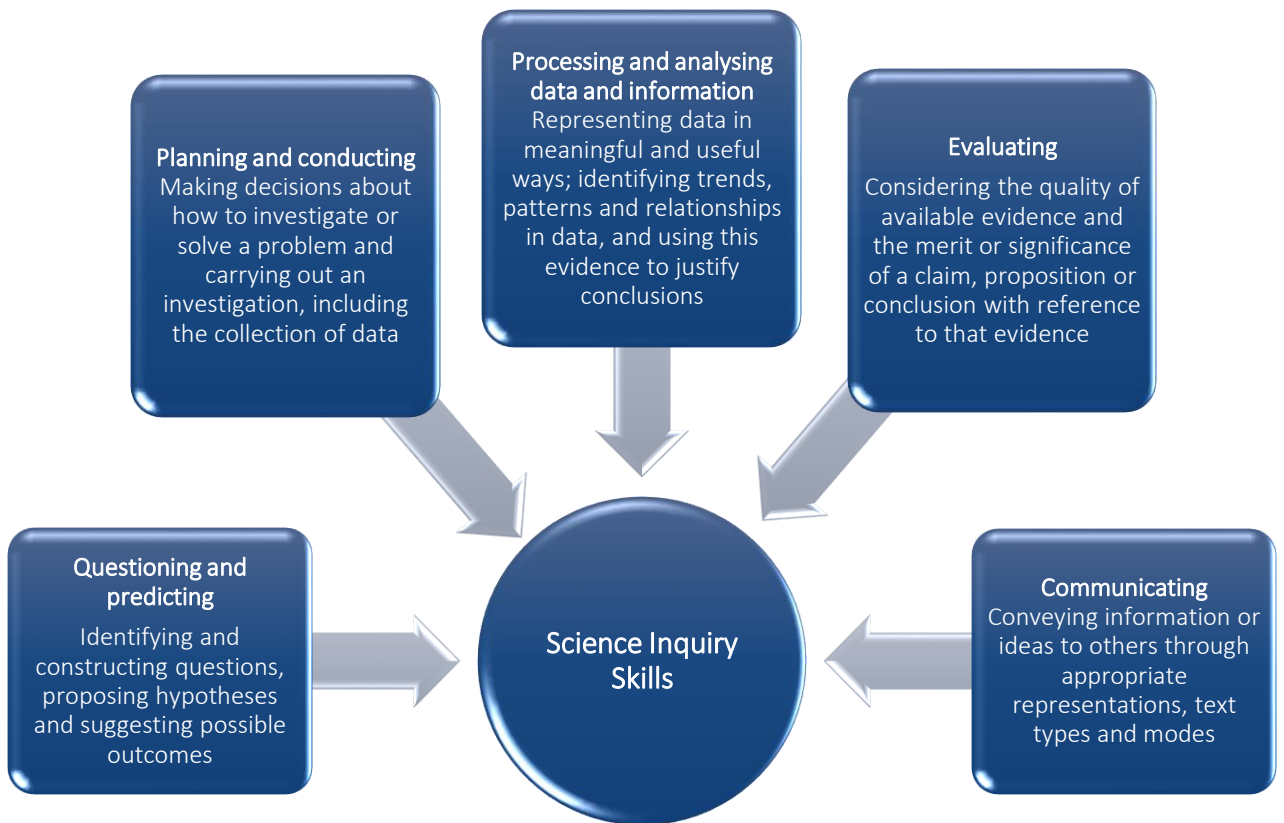 Questioning and
predicting
Identifying and
constructing questions,
proposing hypotheses
and suggesting possible
outcomes
Planning and conducting
Making decisions about
how to investigate or
solve a problem and
carrying out an
investigation, including
the collection of data
Processing and analysing
data and information
Representing data in
meaningful and useful
ways; identifying trends,
patterns and relationships
in data, and using this
evidence to justify
conclusions
Evaluating
Considering the quality of
available evidence and
the merit or significance
of a claim, proposition or
conclusion with reference
to that evidence
Communicating
Conveying information or
ideas to others through
appropriate
representations, text
types and modes
Science Inquiry
Skills